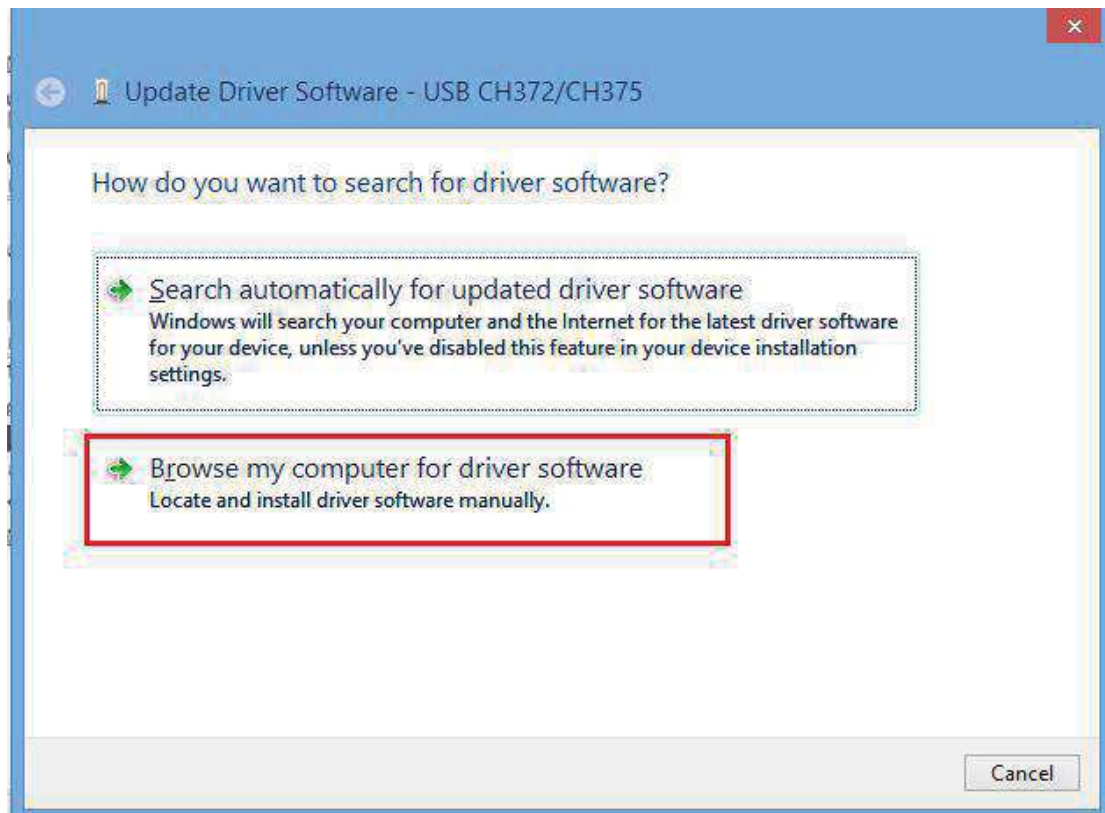 Update Driver Software - USB CH372/CH375
How do you want to search for driver software?
Search automatically for updated driver software
Windows will search your computer and the Internet for the latest driver software
for your device, unless you've disabled this feature in your device installation
settings.
Browse my computer for driver software
Locate and install driver software manually.
Cancel